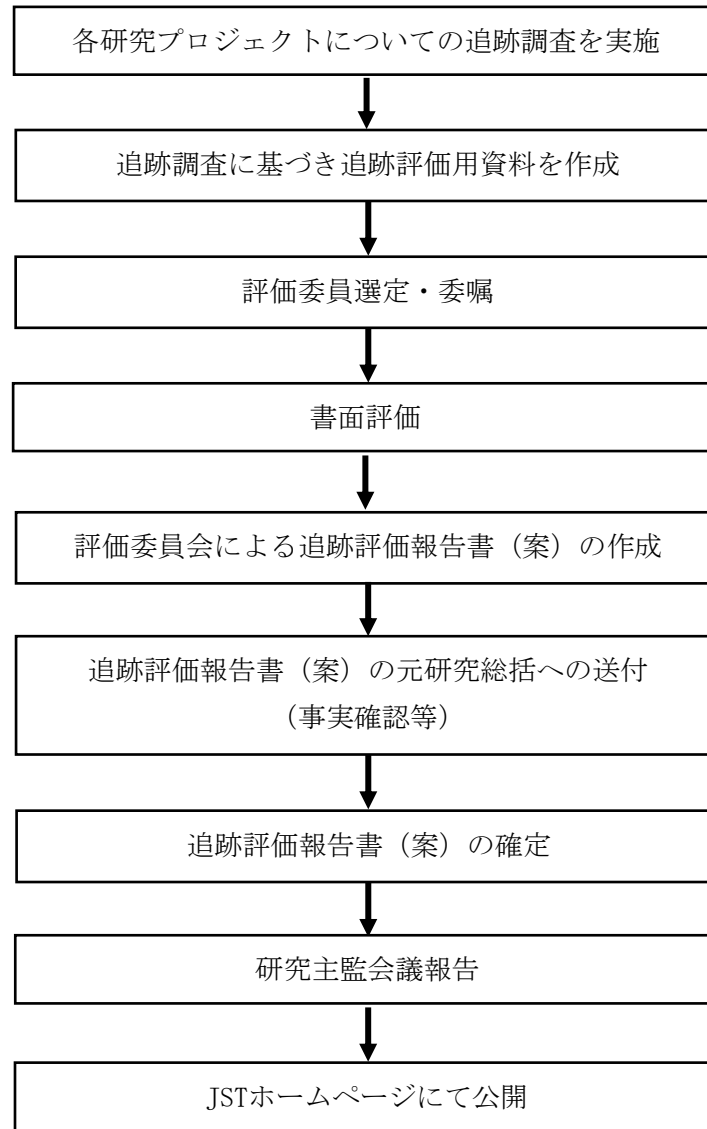 各研究プロジェクトについての追跡調査を実施
追跡調査に基づき追跡評価用資料を作成
評価委員選定・委嘱
書面評価
評価委員会による追跡評価報告書（案）の作成
追跡評価報告書（案）の元研究総括への送付
（事実確認等）
追跡評価報告書（案）の確定
研究主監会議報告
JSTホームページにて公開